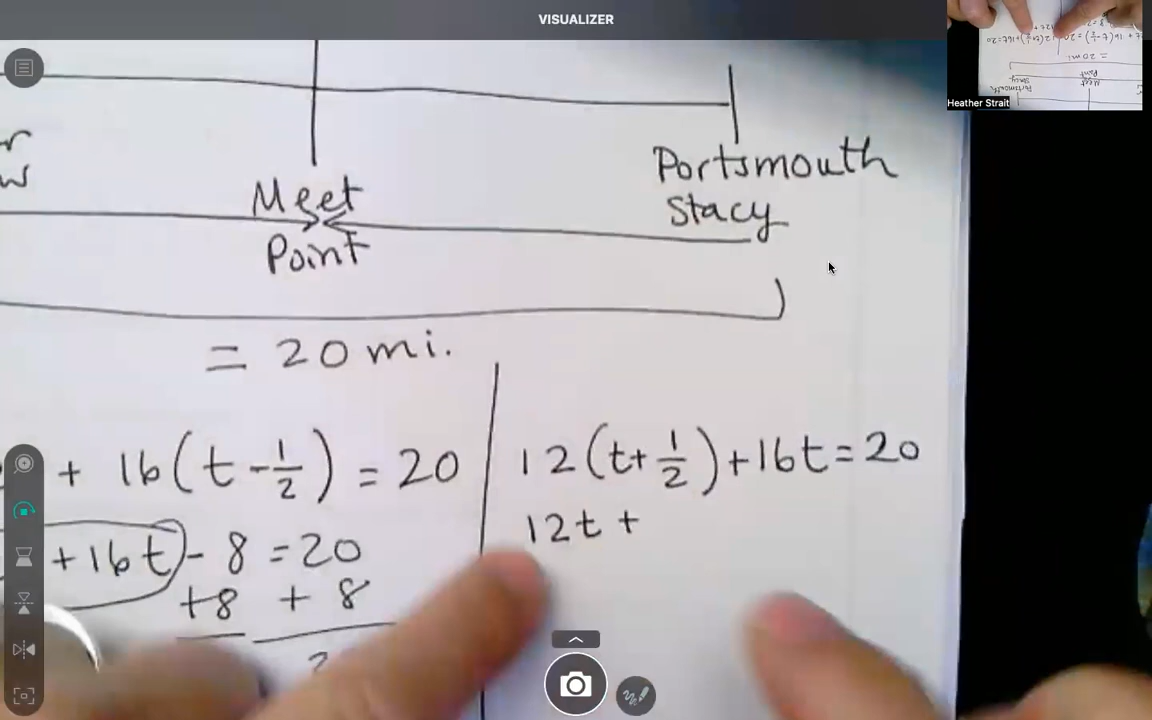 VISUALIZER
Heather Strait
Portsmouth
Stacy
Meet
Point
= 20 mi.
+ 16(t - 1/2) = 20
+16t) - 8 = 20
+8 + 8
12(t + 1/2) + 16t = 20
12t +